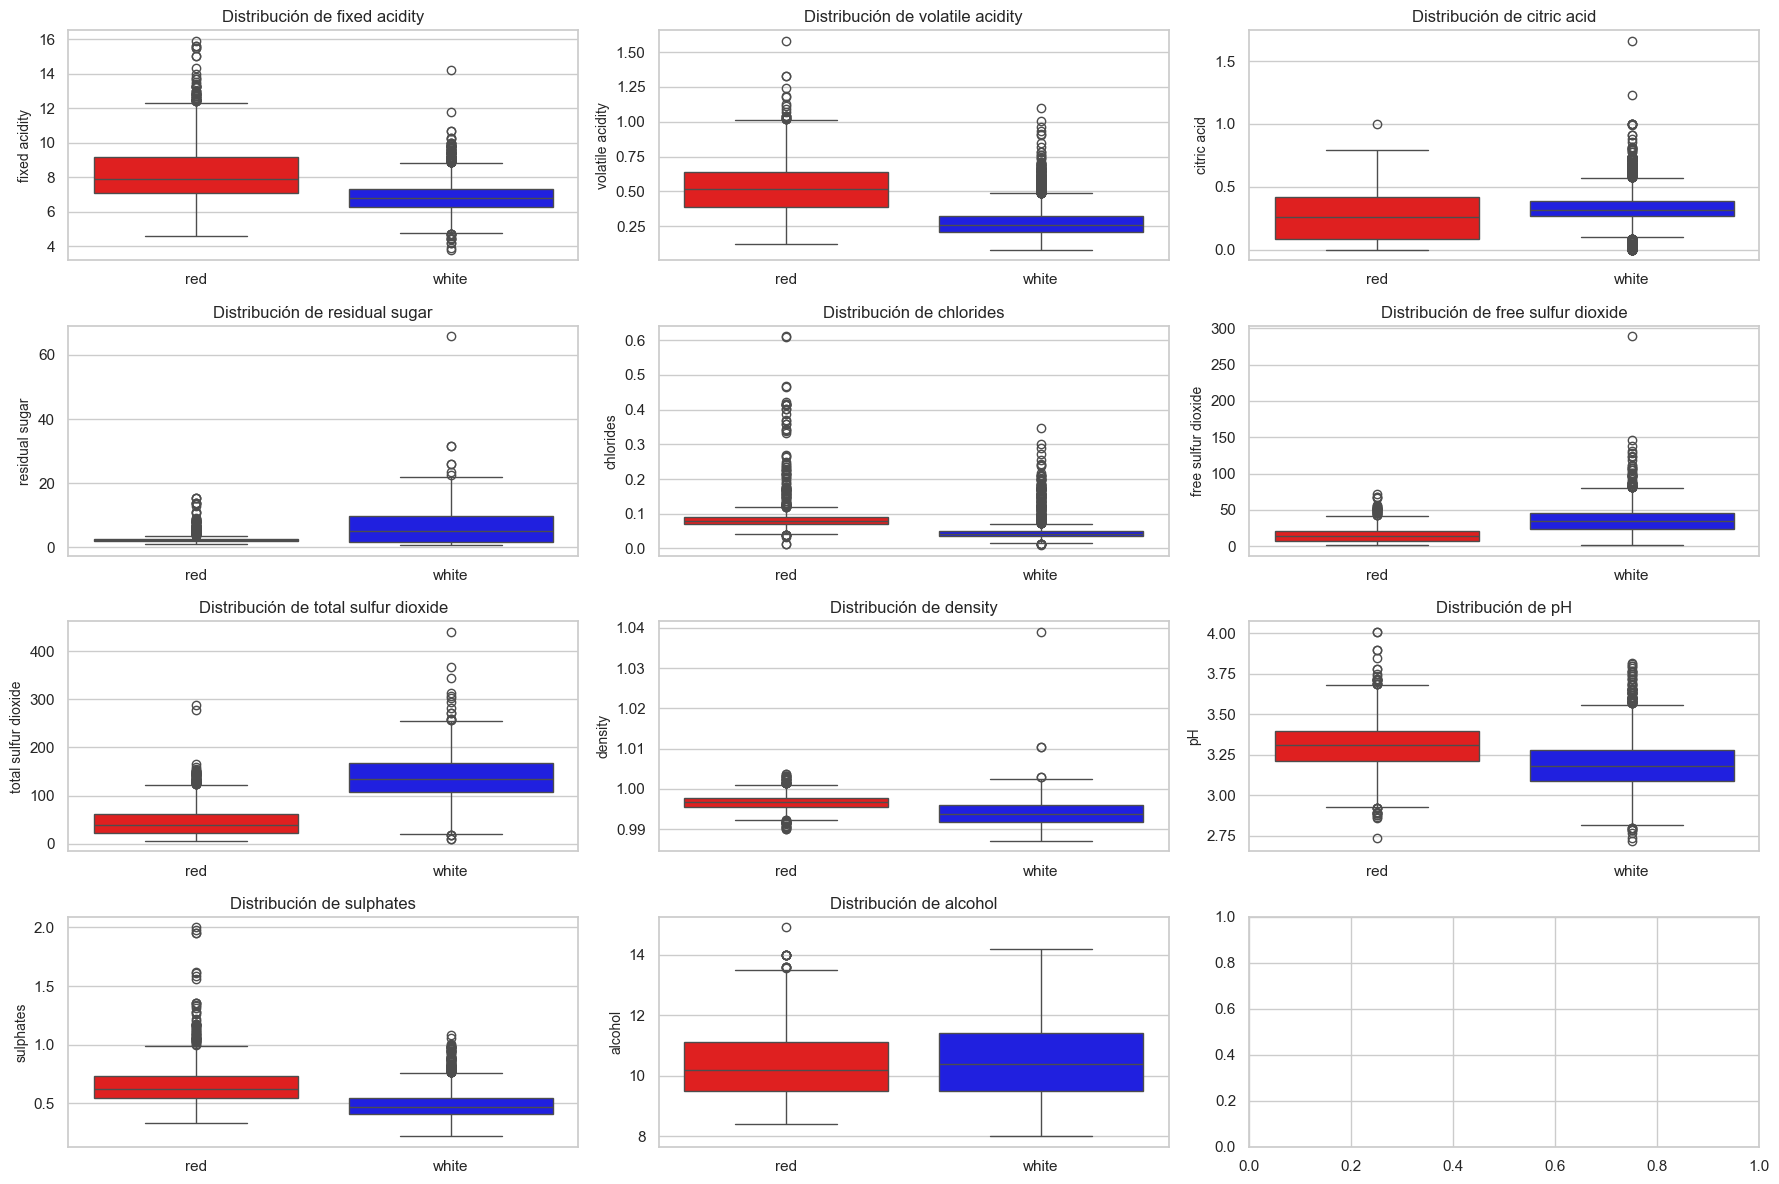 Distribución de fixed acidity
fixed acidity
16
14
12
10
8
6
4
red white
Distribución de volatile acidity
volatile acidity
1.50
1.25
1.00
0.75
0.50
0.25
red white
Distribución de citric acid
citric acid
1.5
1.0
0.5
0.0
red white
Distribución de residual sugar
residual sugar
60
40
20
0
red white
Distribución de chlorides
chlorides
0.6
0.5
0.4
0.3
0.2
0.1
0.0
red white
Distribución de free sulfur dioxide
free sulfur dioxide
300
250
200
150
100
50
0
red white
Distribución de total sulfur dioxide
total sulfur dioxide
400
300
200
100
0
red white
Distribución de density
density
1.04
1.03
1.02
1.01
1.00
0.99
red white
Distribución de pH
pH
4.00
3.75
3.50
3.25
3.00
2.75
red white
Distribución de sulphates
sulphates
2.0
1.5
1.0
0.5
red white
Distribución de alcohol
alcohol
14
12
10
8
red white
1.0
0.8
0.6
0.4
0.2
0.0
0.0 0.2 0.4 0.6 0.8 1.0